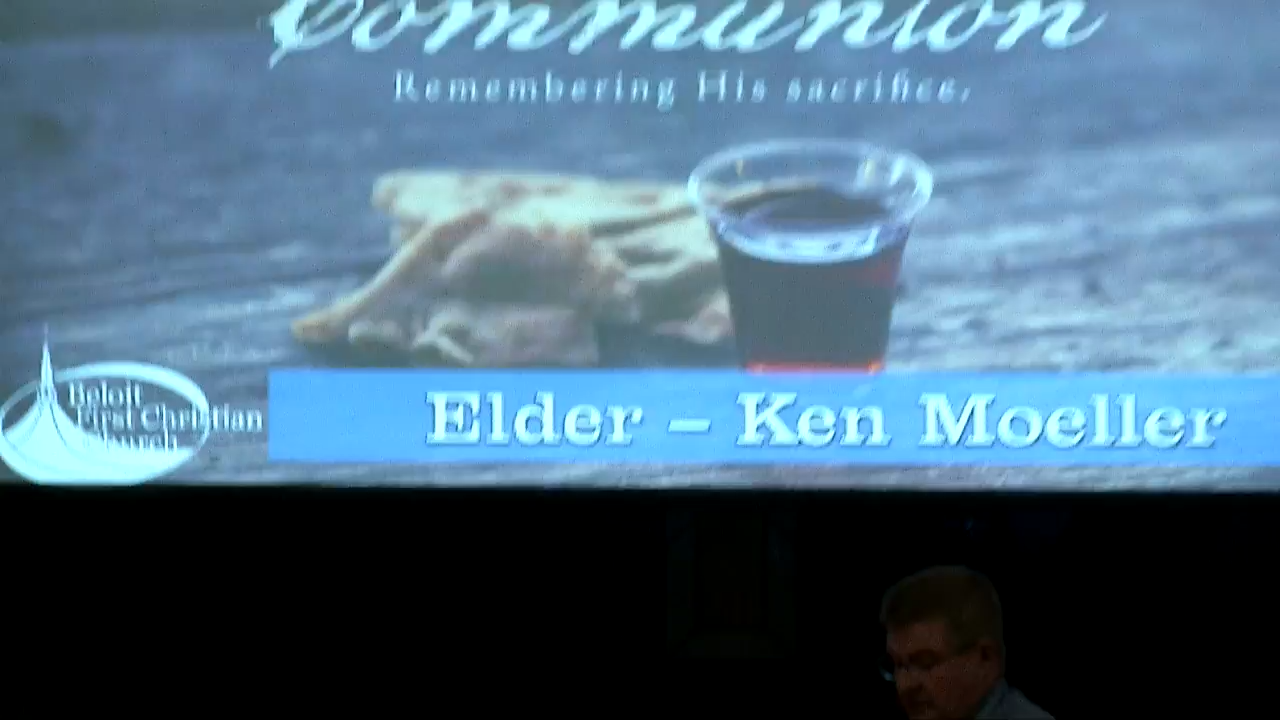 Communion
Remembering His sacrifice.
Beloit
First Christian
Church
Elder – Ken Moeller